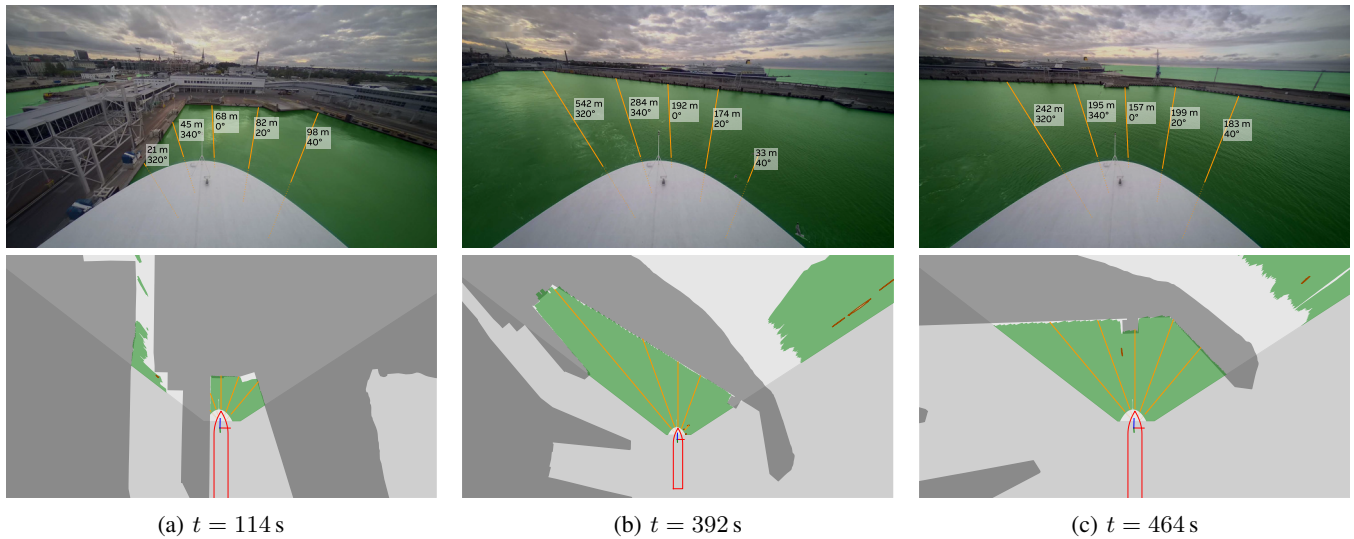 21 m
320°
45 m
340°
68 m
0°
82 m
20°
98 m
40°
542 m
320°
284 m
340°
192 m
0°
174 m
20°
33 m
40°
242 m
320°
195 m
340°
157 m
0°
199 m
20°
183 m
40°
(a) t = 114 s
(b) t = 392 s
(c) t = 464 s